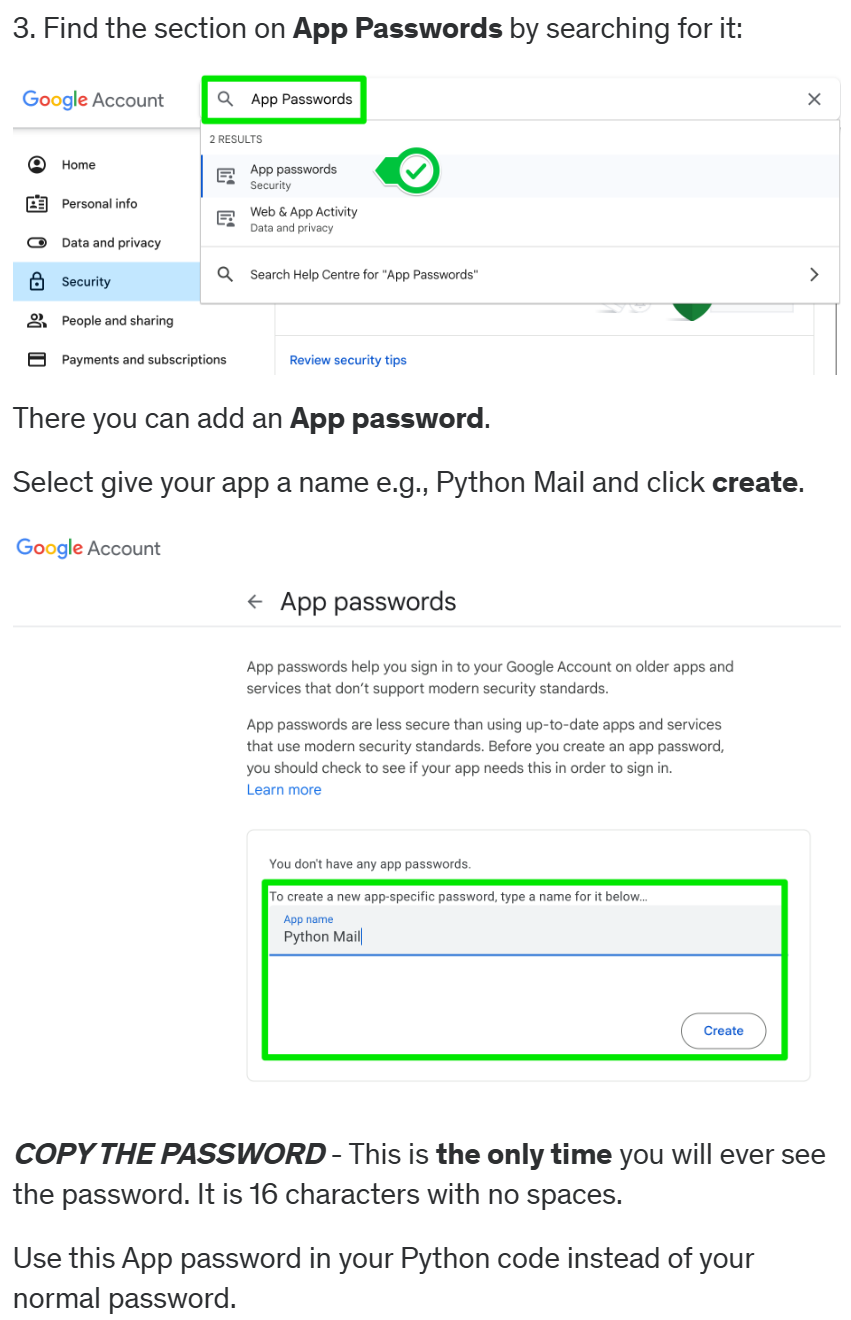 3. Find the section on App Passwords by searching for it:
Google Account
App Passwords
2 RESULTS
App passwords
Security
Web & App Activity
Data and privacy
Search Help Centre for "App Passwords"
Home
Personal info
Data and privacy
Security
People and sharing
Payments and subscriptions
Review security tips
There you can add an App password.
Select give your app a name e.g., Python Mail and click create.
Google Account
App passwords
App passwords help you sign in to your Google Account on older apps and
services that don't support modern security standards.
App passwords are less secure than using up-to-date apps and services
that use modern security standards. Before you create an app password,
you should check to see if your app needs this in order to sign in.
Learn more
You don't have any app passwords.
To create a new app-specific password, type a name for it below...
App name
Python Mail
Create
COPY THE PASSWORD - This is the only time you will ever see
the password. It is 16 characters with no spaces.
Use this App password in your Python code instead of your
normal password.